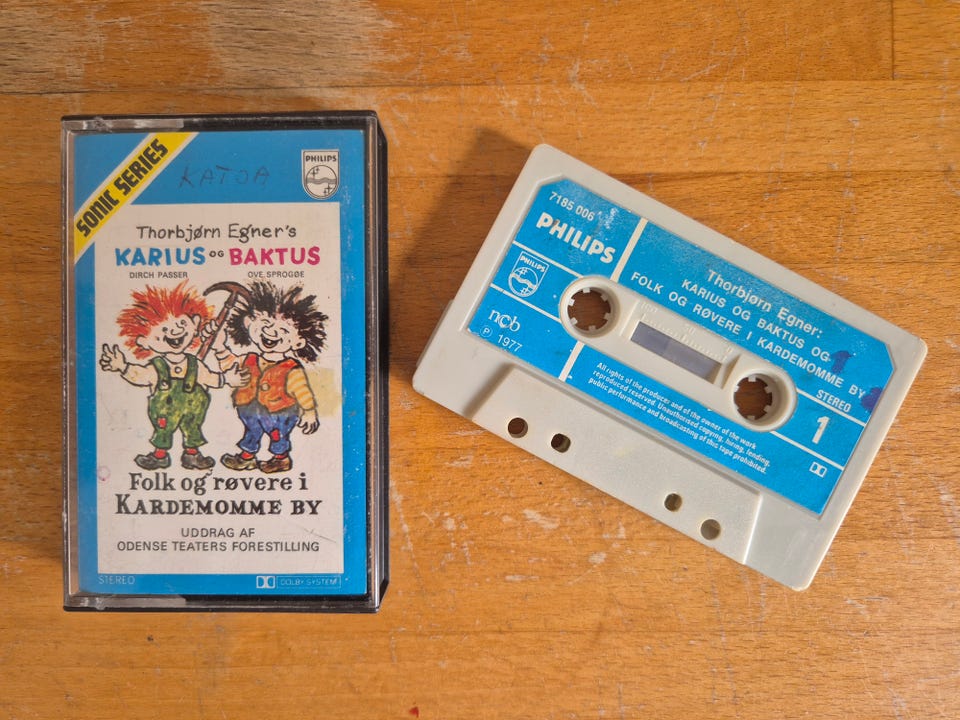 SONIC SERIES
KATOA
PHILIPS
Thorbjørn Egner's
KARIUS OG BAKTUS
DIRCH PASSER OVE SPROGØE
Folk og røvere i
KARDEMOMME BY
UDDRAG AF
ODENSE TEATERS FORESTILLING
STEREO
DOLBY SYSTEM
7185 006
PHILIPS
PHILIPS
ncb
Ⓟ 1977
Thorbjørn Egner:
KARIUS OG BAKTUS OG
FOLK OG RØVERE I KARDEMOMME BY
STEREO
1
All rights of the producer and of the owner of the work
reproduced reserved. Unauthorised copying, hiring, lending,
public performance and broadcasting of this tape prohibited.